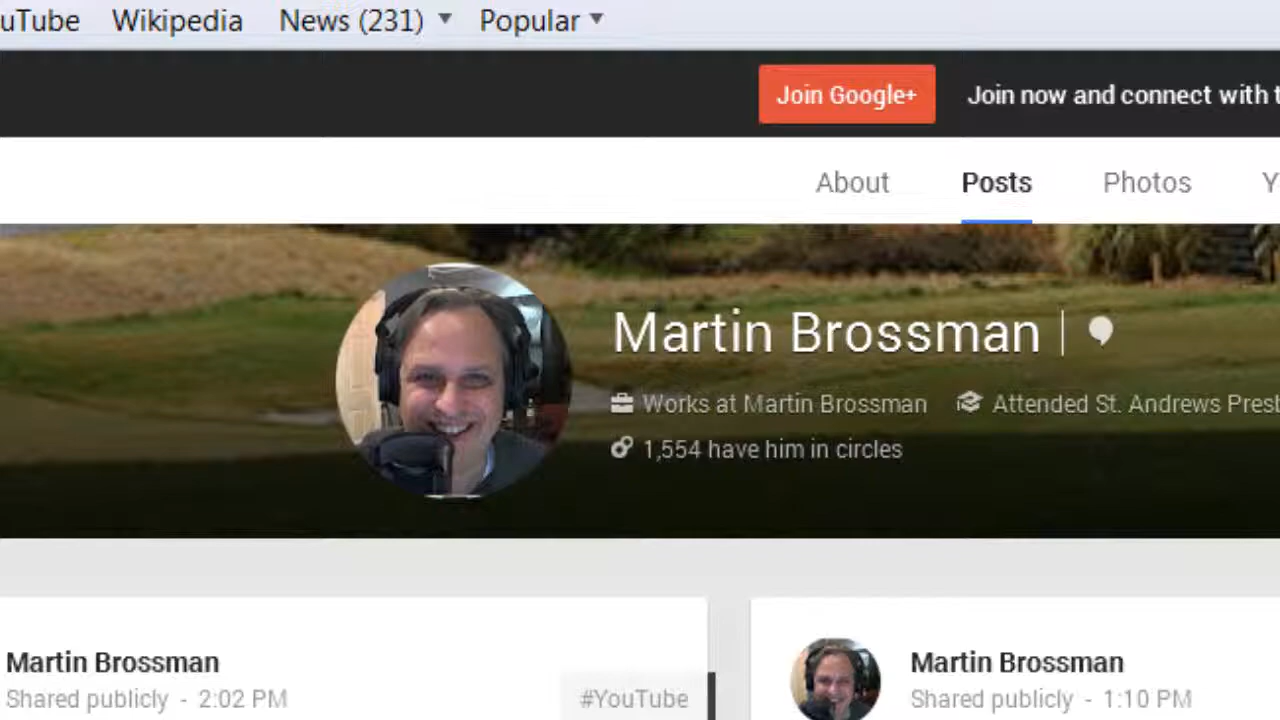 uTube Wikipedia News (231) Popular
Join Google+ Join now and connect with t
About Posts Photos Y
Martin Brossman
Works at Martin Brossman Attended St. Andrews Presb
1,554 have him in circles
Martin Brossman
Shared publicly - 2:02 PM
#YouTube
Martin Brossman
Shared publicly - 1:10 PM